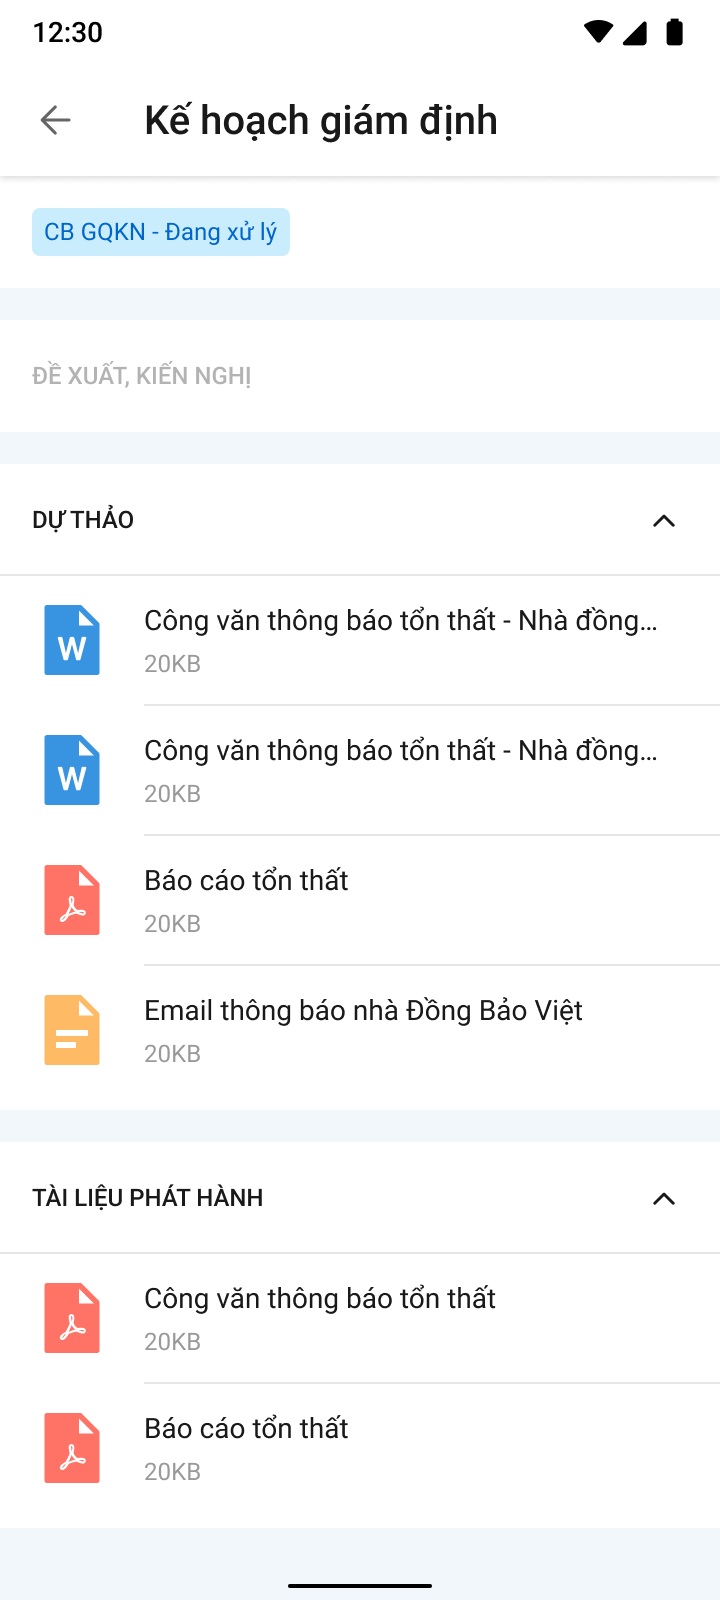 12:30
Kế hoạch giám định
CB GQKN - Đang xử lý
ĐỀ XUẤT, KIẾN NGHỊ
DỰ THẢO
W
Công văn thông báo tổn thất - Nhà đồng...
20KB
W
Công văn thông báo tổn thất - Nhà đồng...
20KB
Báo cáo tổn thất
20KB
Email thông báo nhà Đồng Bảo Việt
20KB
TÀI LIỆU PHÁT HÀNH
Công văn thông báo tổn thất
20KB
Báo cáo tổn thất
20KB